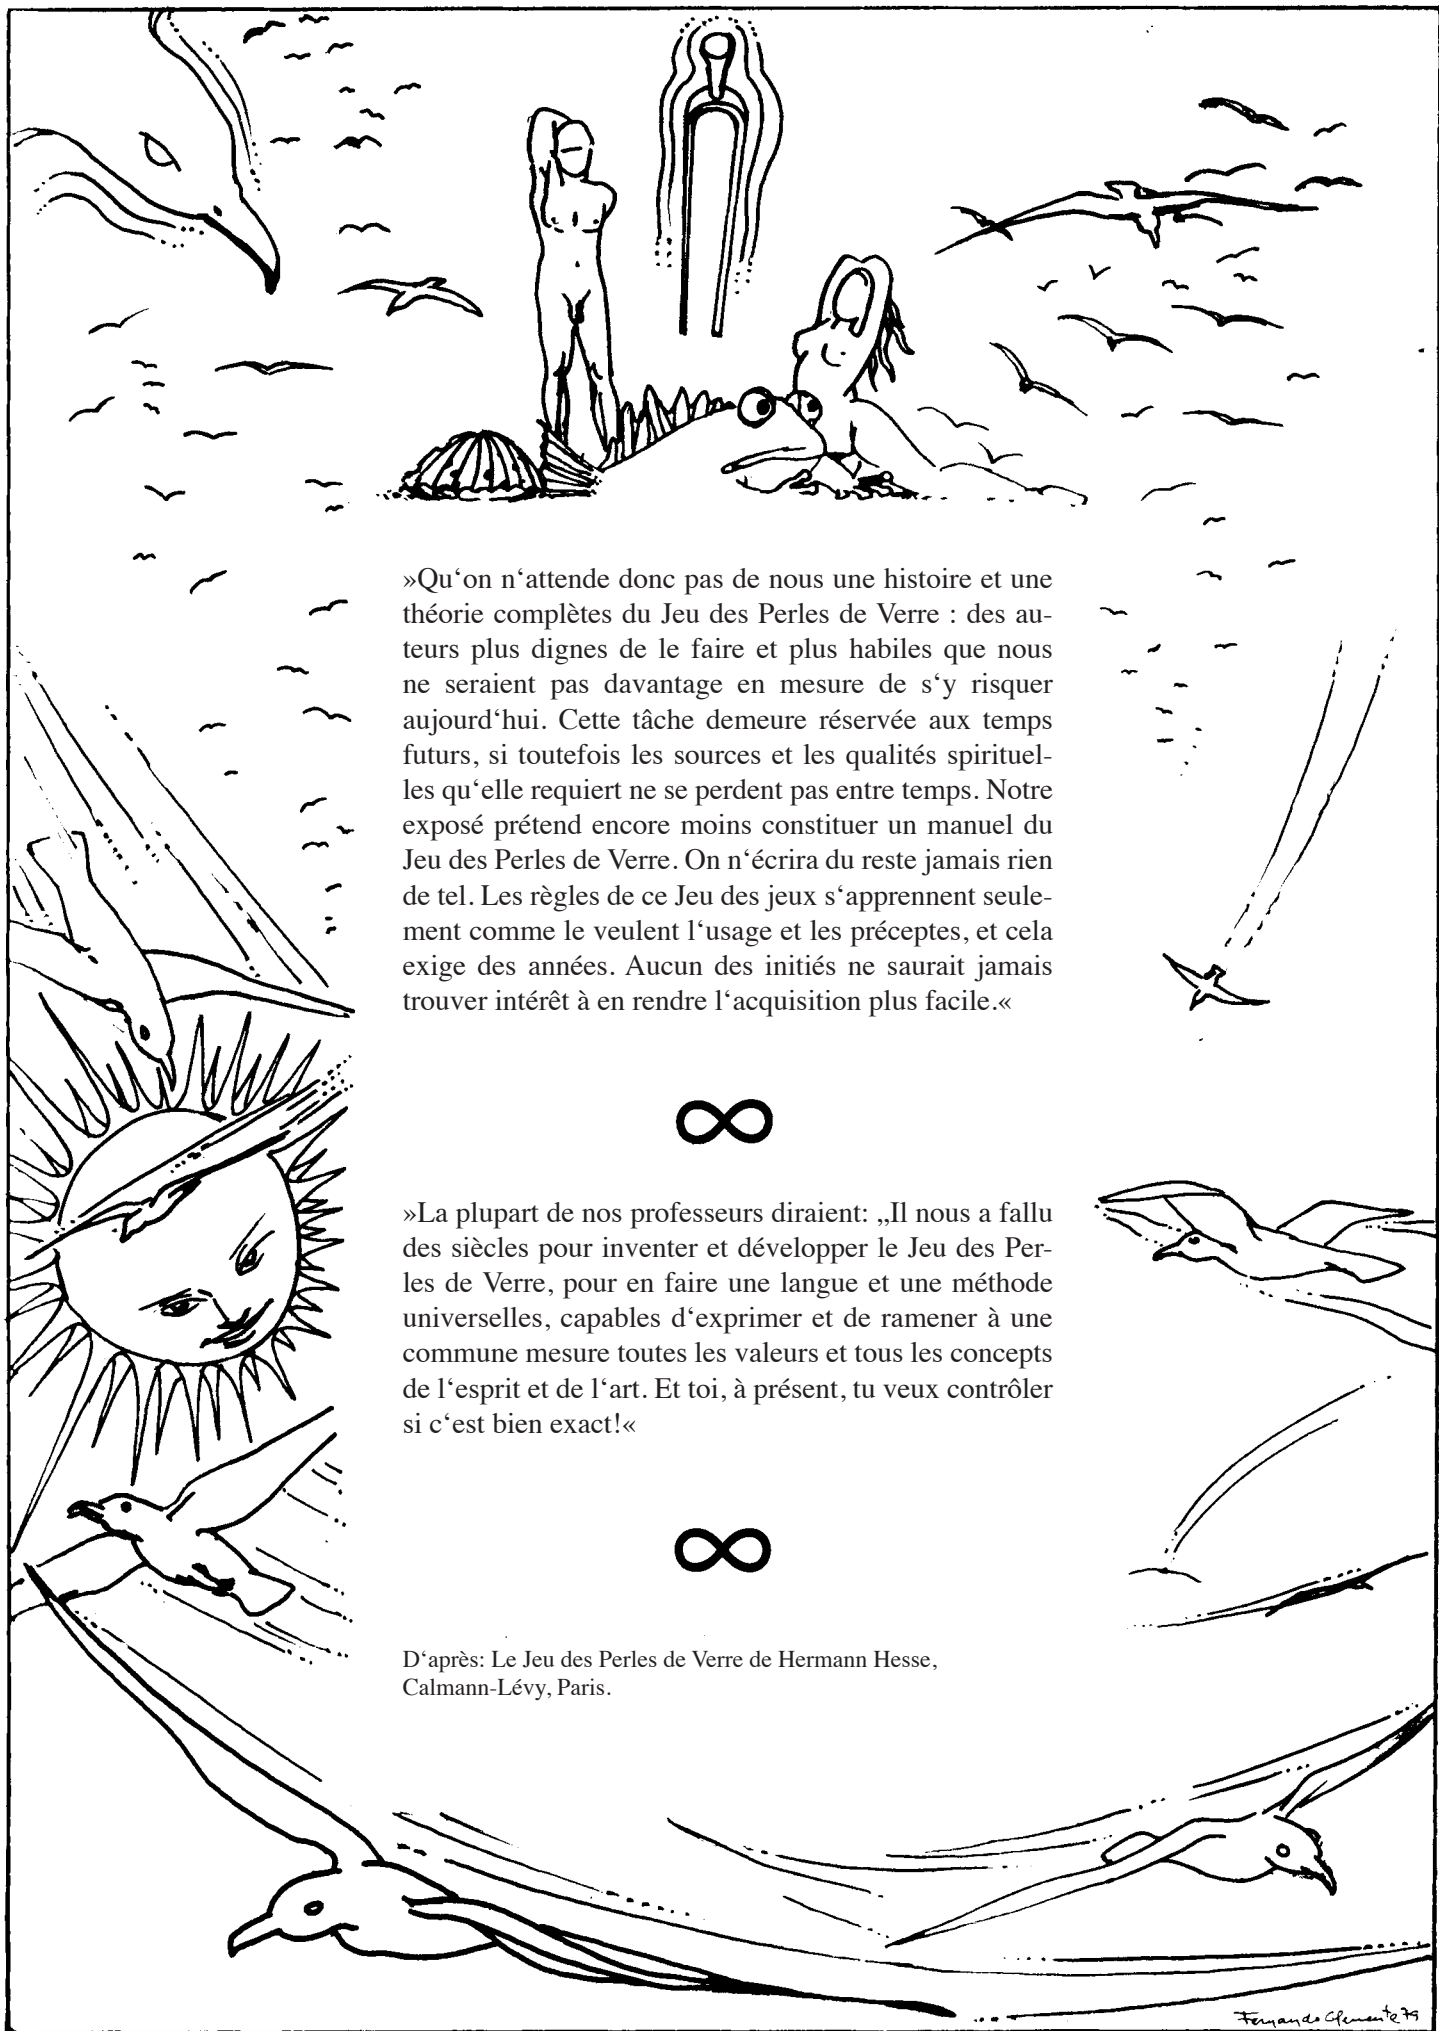 »Qu‘on n‘attende donc pas de nous une histoire et une
théorie complètes du Jeu des Perles de Verre : des au-
teurs plus dignes de le faire et plus habiles que nous
ne seraient pas davantage en mesure de s‘y risquer
aujourd‘hui. Cette tâche demeure réservée aux temps
futurs, si toutefois les sources et les qualités spirituel-
les qu‘elle requiert ne se perdent pas entre temps. Notre
exposé prétend encore moins constituer un manuel du
Jeu des Perles de Verre. On n‘écrira du reste jamais rien
de tel. Les règles de ce Jeu des jeux s‘apprennent seule-
ment comme le veulent l‘usage et les préceptes, et cela
exige des années. Aucun des initiés ne saurait jamais
trouver intérêt à en rendre l‘acquisition plus facile.«
∞
»La plupart de nos professeurs diraient: „Il nous a fallu
des siècles pour inventer et développer le Jeu des Per-
les de Verre, pour en faire une langue et une méthode
universelles, capables d‘exprimer et de ramener à une
commune mesure toutes les valeurs et tous les concepts
de l‘esprit et de l‘art. Et toi, à présent, tu veux contrôler
si c‘est bien exact!«
∞
D‘après: Le Jeu des Perles de Verre de Hermann Hesse,
Calmann-Lévy, Paris.
Fernando Clemente 79